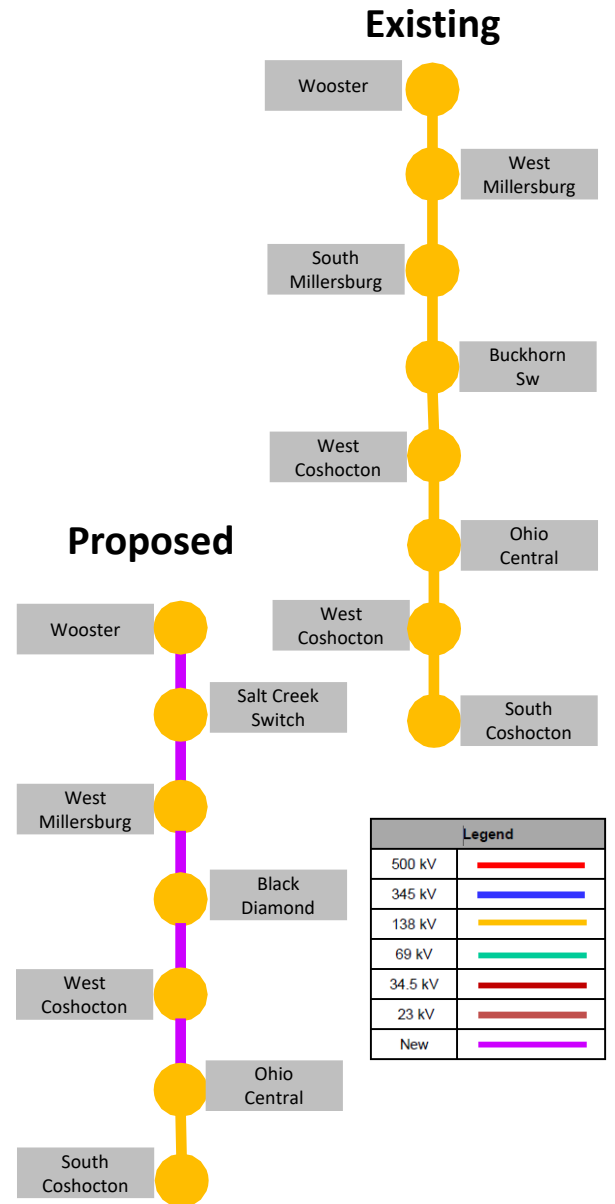 Existing
Wooster
West
Millersburg
South
Millersburg
Buckhorn
Sw
West
Coshocton
Ohio
Central
West
Coshocton
South
Coshocton
Proposed
Wooster
Salt Creek
Switch
West
Millersburg
Black
Diamond
West
Coshocton
Ohio
Central
South
Coshocton
Legend
500 kV
345 kV
138 kV
69 kV
34.5 kV
23 kV
New